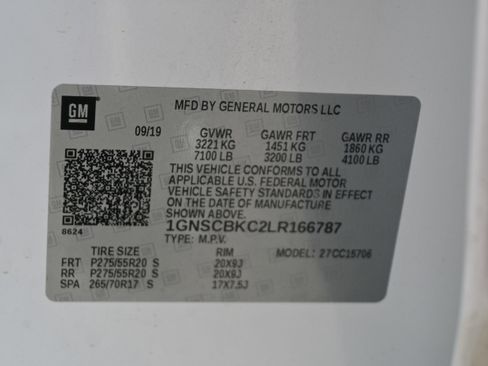 GM
MFD BY GENERAL MOTORS LLC
09/19 GVWR GAWR FRT GAWR RR
3221 KG 1451 KG 1860 KG
7100 LB 3200 LB 4100 LB
THIS VEHICLE CONFORMS TO ALL
APPLICABLE U.S. FEDERAL MOTOR
VEHICLE SAFETY STANDARDS IN EFFECT
ON THE DATE OF MANUFACTURE
SHOWN ABOVE.
1GNSCBKC2LR166787
8624
TYPE: M.P.V. MODEL: 27CC15706
TIRE SIZE RIM
FRT P275/55R20 S 20X9J
RR P275/55R20 S 20X9J
SPA 265/70R17 S 17X7.5J